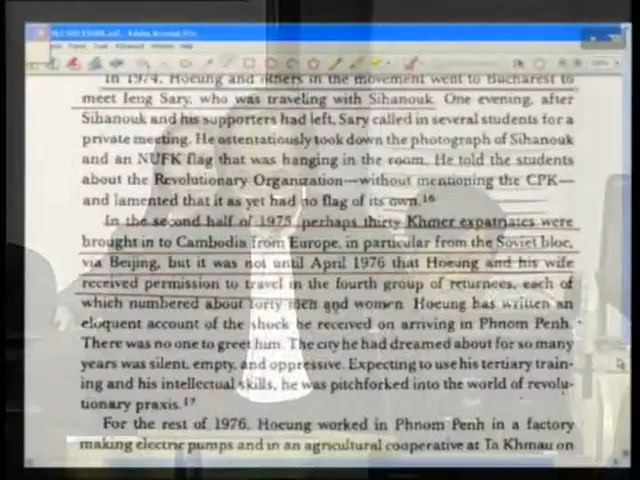 In 1974, Hoeung and others in the movement went to Bucharest to
meet Ieng Sary, who was traveling with Sihanouk. One evening, after
Sihanouk and his supporters had left, Sary called in several students for a
private meeting. He ostentatiously took down the photograph of Sihanouk
and an NUFK flag that was hanging in the room. He told the students
about the Revolutionary Organization—without mentioning the CPK—
and lamented that it as yet had no flag of its own.16
In the second half of 1975, perhaps thirty Khmer expatriates were
brought in to Cambodia from Europe, in particular from the Soviet bloc,
via Beijing, but it was not until April 1976 that Hoeung and his wife
received permission to travel in the fourth group of returnees, each of
which numbered about forty men and women. Hoeung has written an
eloquent account of the shock he received on arriving in Phnom Penh.
There was no one to greet him. The city he had dreamed about for so many
years was silent, empty, and oppressive. Expecting to use his tertiary train-
ing and his intellectual skills, he was pitchforked into the world of revolu-
tionary praxis.17
For the rest of 1976, Hoeung worked in Phnom Penh in a factory
making electric pumps and in an agricultural cooperative at Ta Khmau on